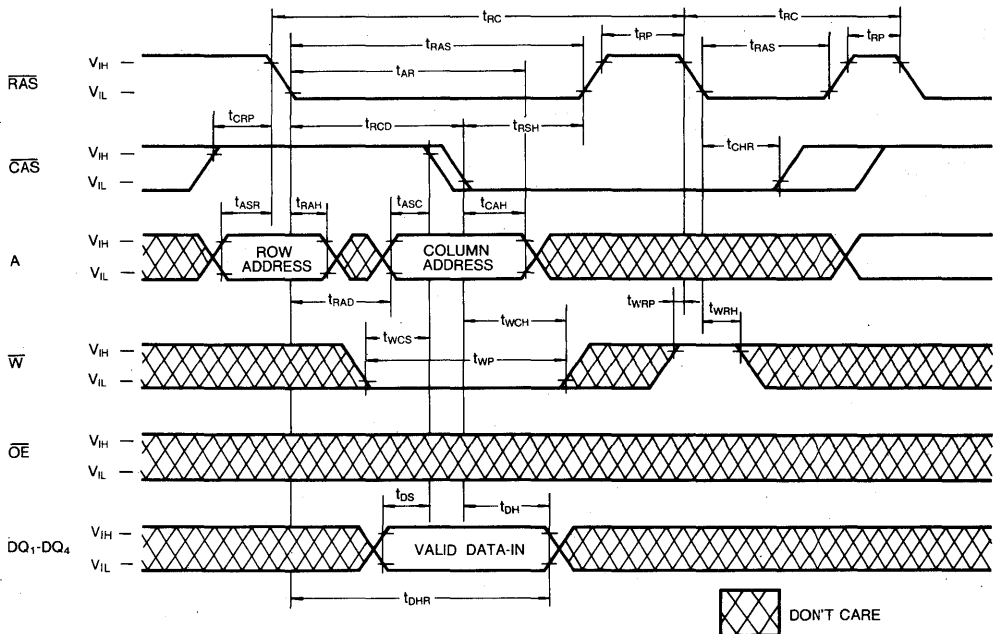 tRC tRC
tRAS tRP tRAS tRP
tAR
RAS VIH
VIL
tCRP tRCD tRSH tCHR
CAS VIH
VIL
tASR tRAH tASC tCAH
A VIH
VIL
ROW ADDRESS
COLUMN ADDRESS
tRAD tWCH tWRP tWRH
tWCS tWP
W VIH
VIL
OE VIH
VIL
tDS tDH
DQ1-DQ4 VIH
VIL
VALID DATA-IN
tDHR
DON'T CARE